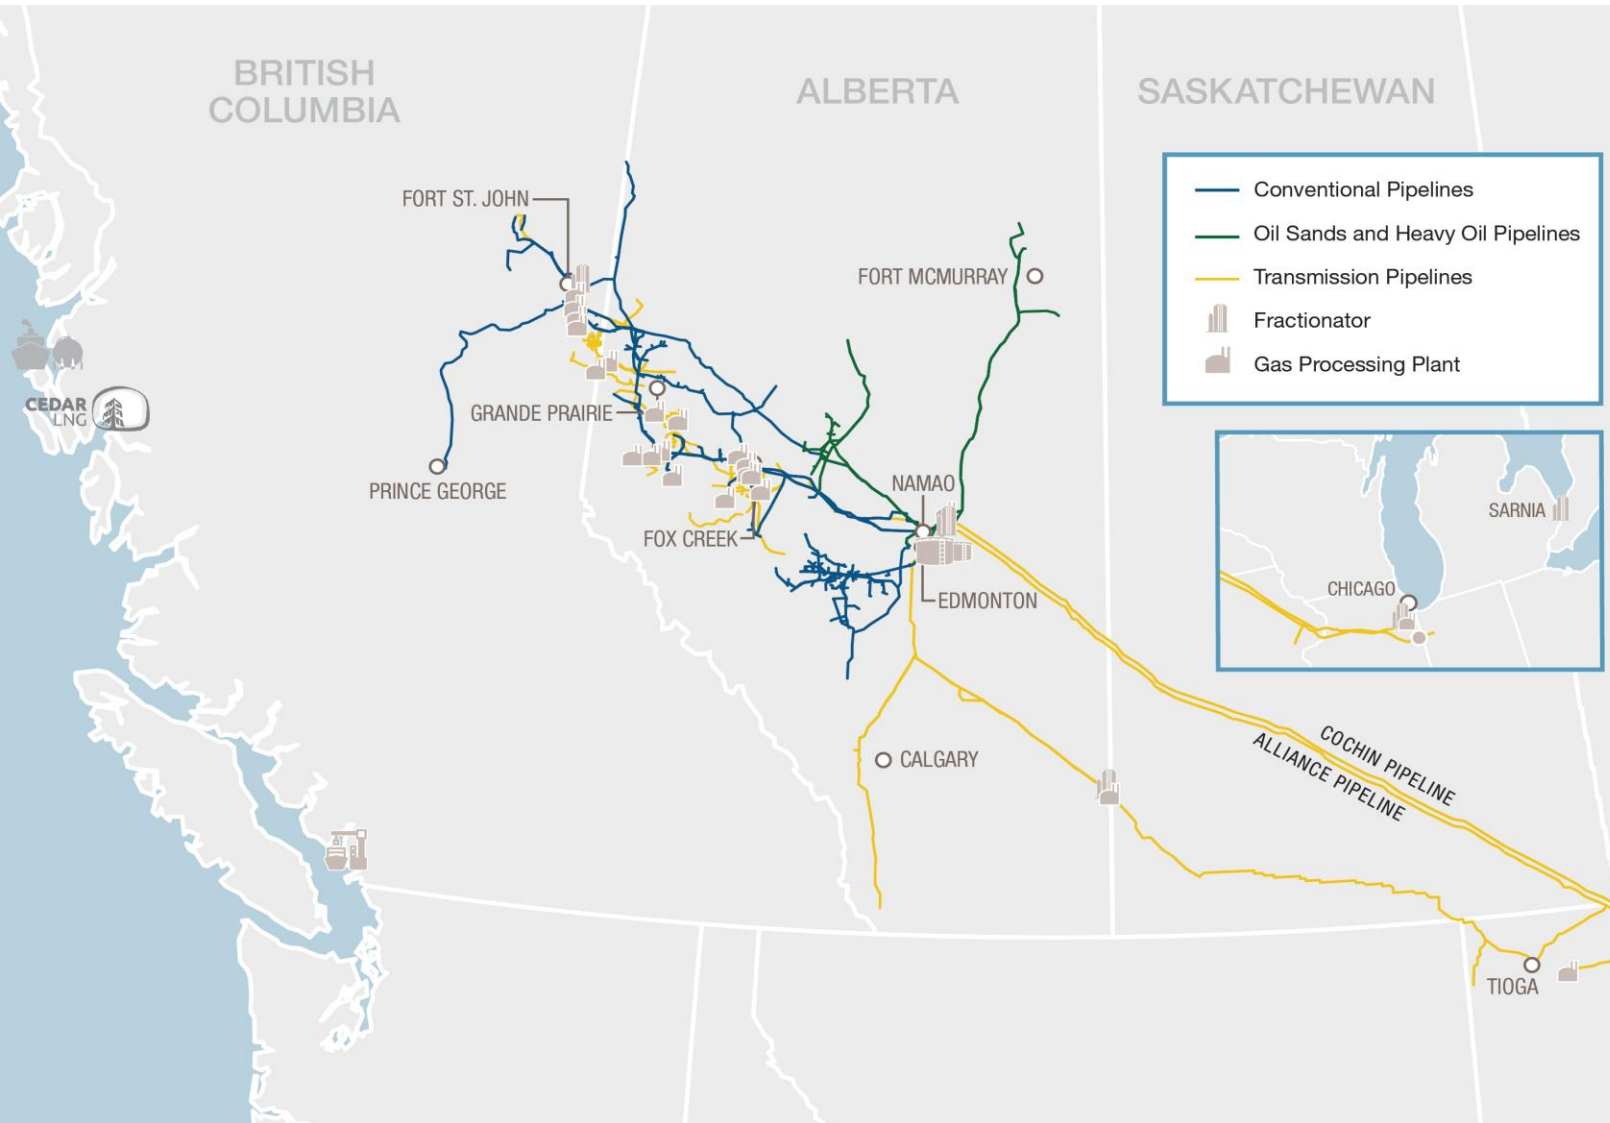 BRITISH
COLUMBIA
ALBERTA
SASKATCHEWAN
Conventional Pipelines
Oil Sands and Heavy Oil Pipelines
Transmission Pipelines
Fractionator
Gas Processing Plant
FORT ST. JOHN
FORT MCMURRAY
CEDAR
LNG
GRANDE PRAIRIE
PRINCE GEORGE
NAMAO
FOX CREEK
EDMONTON
SARNIA
CHICAGO
CALGARY
COCHIN PIPELINE
ALLIANCE PIPELINE
TIOGA